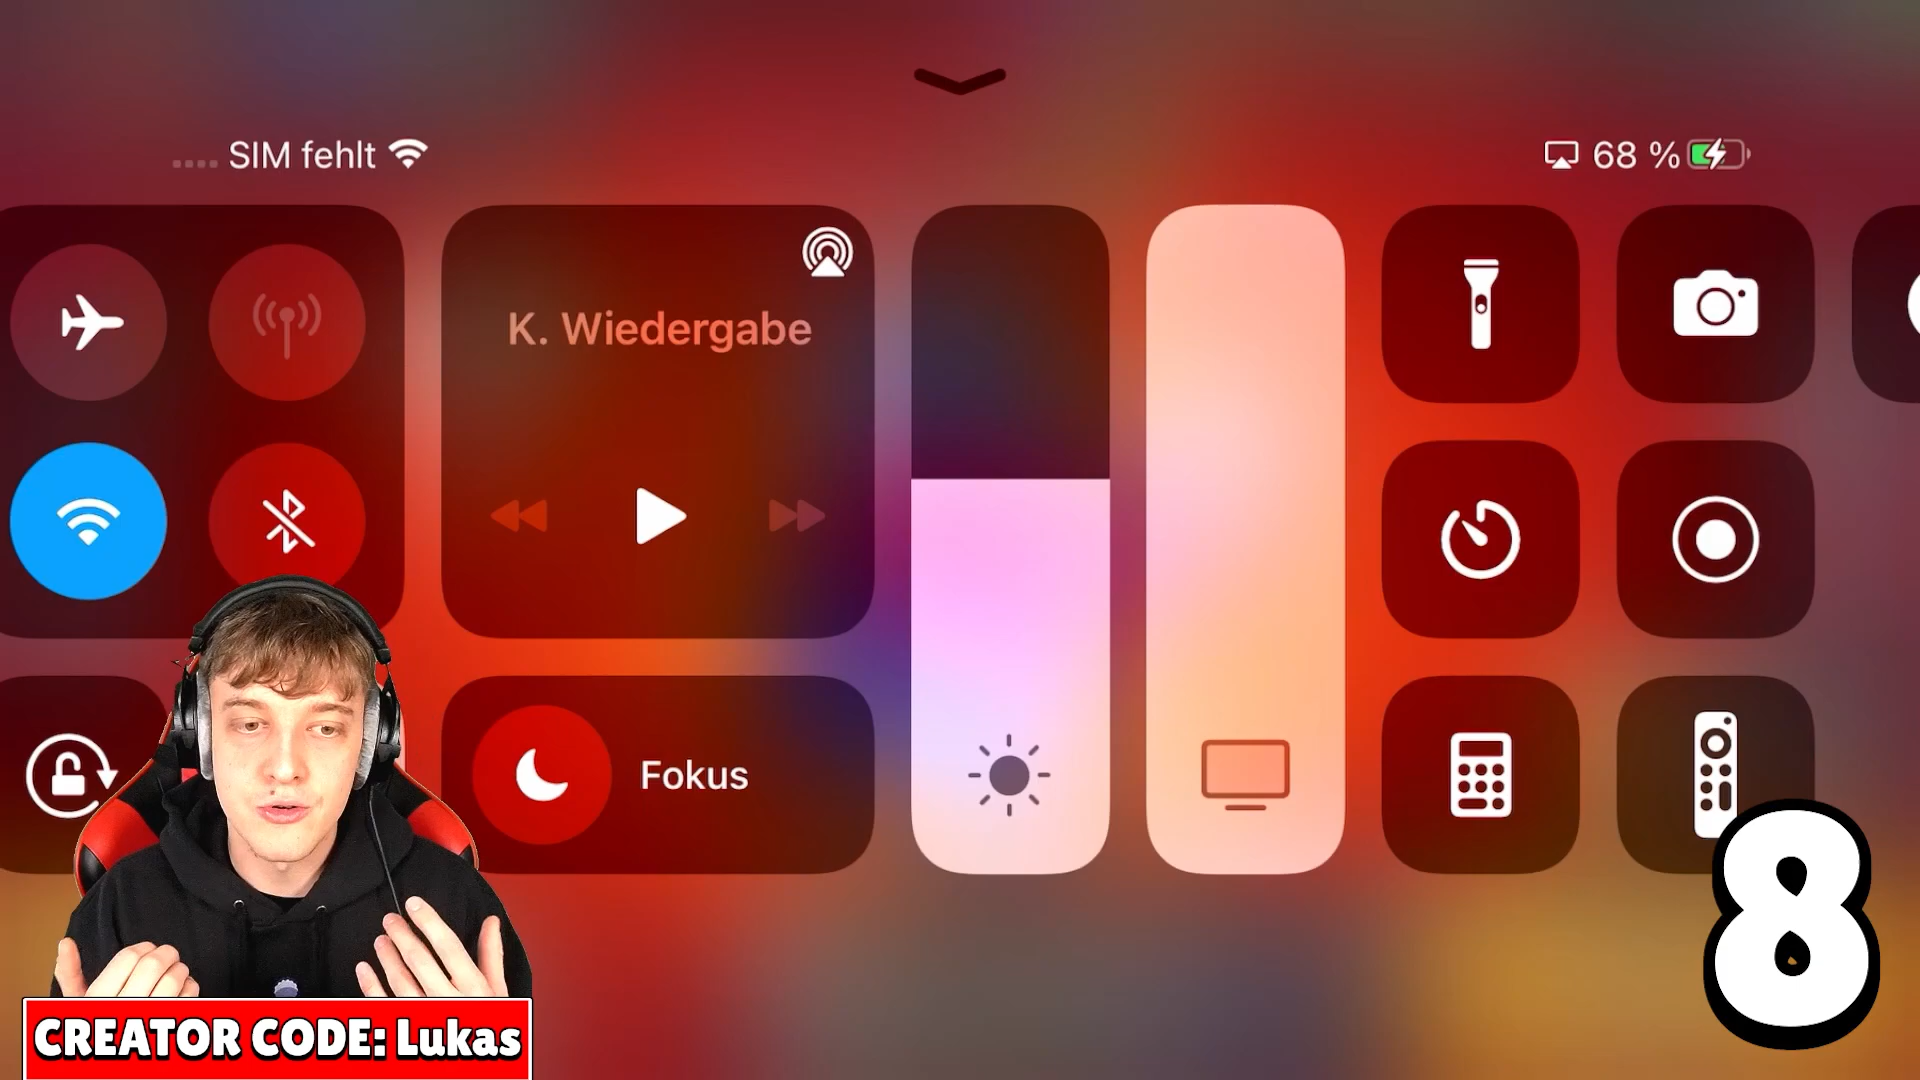 SIM fehlt
68 %
K. Wiedergabe
Fokus
8
CREATOR CODE: Lukas